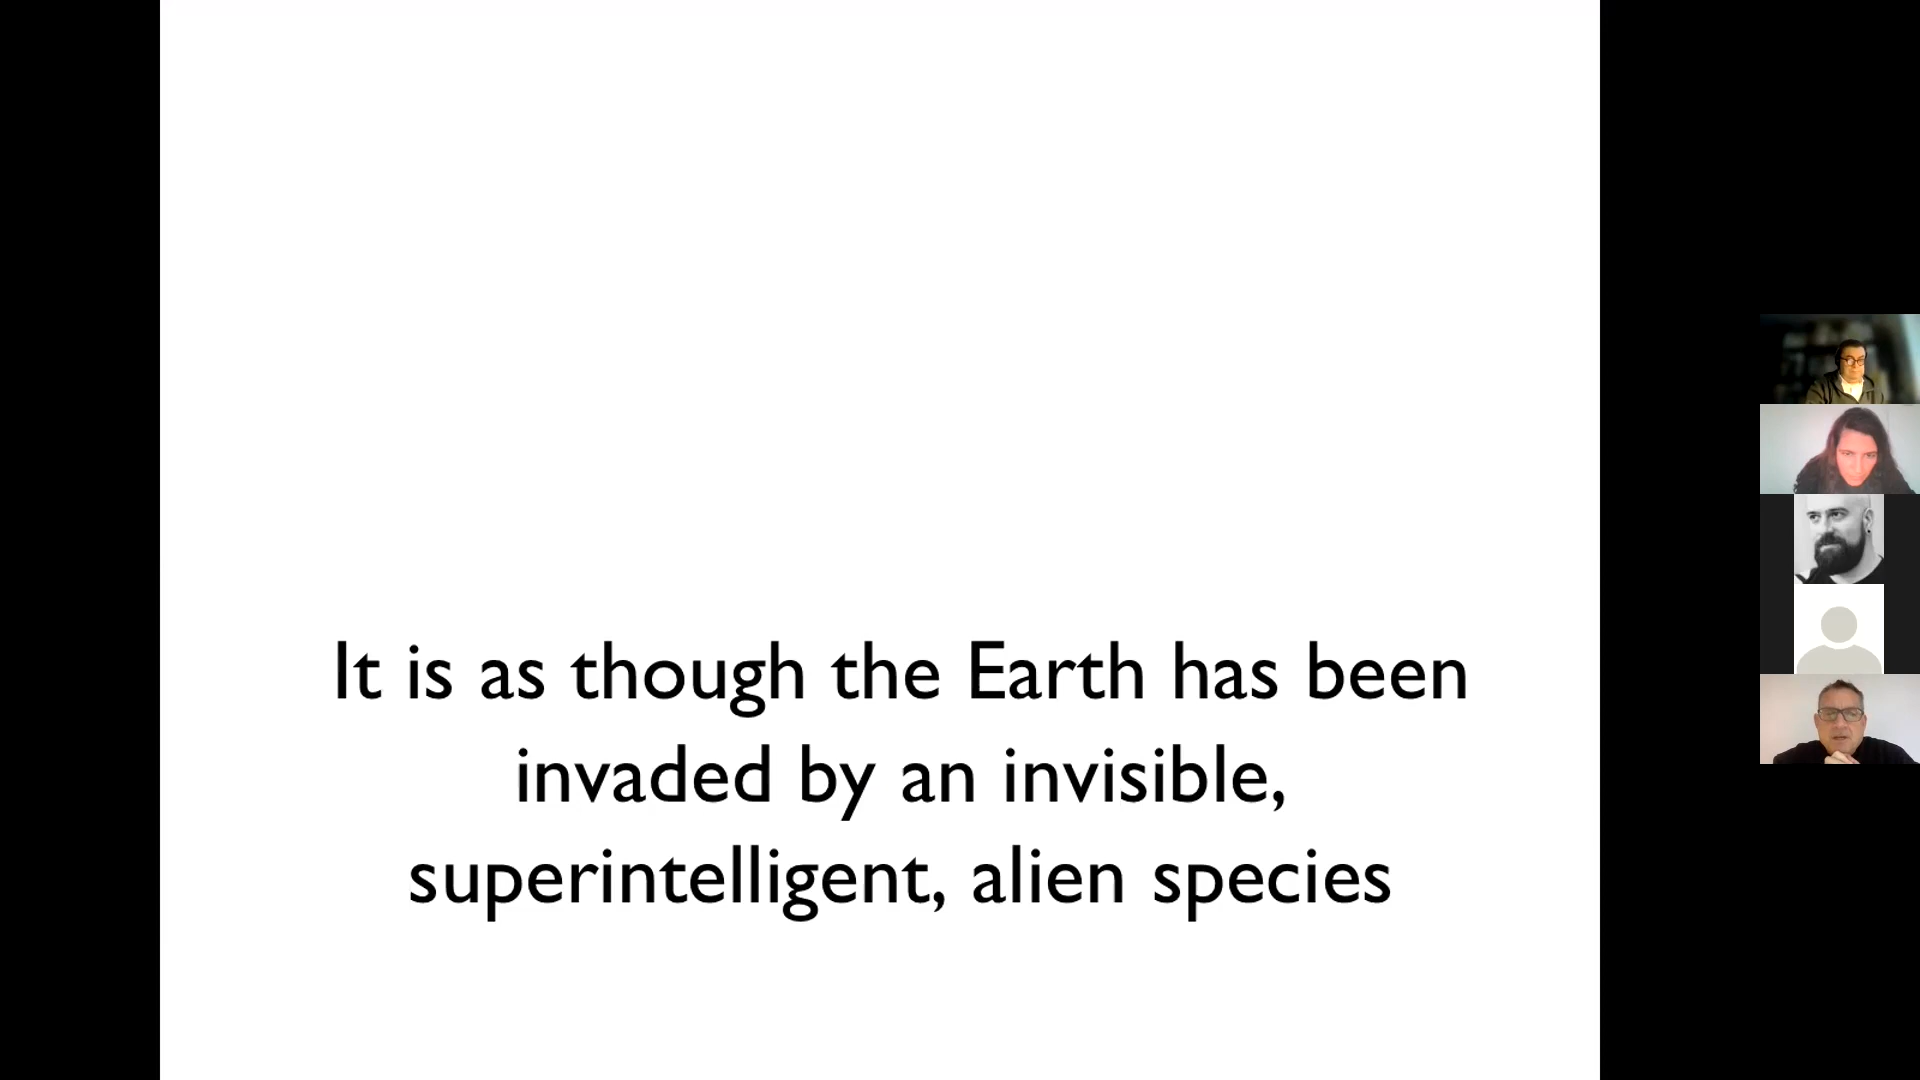 It is as though the Earth has been
invaded by an invisible,
superintelligent, alien species